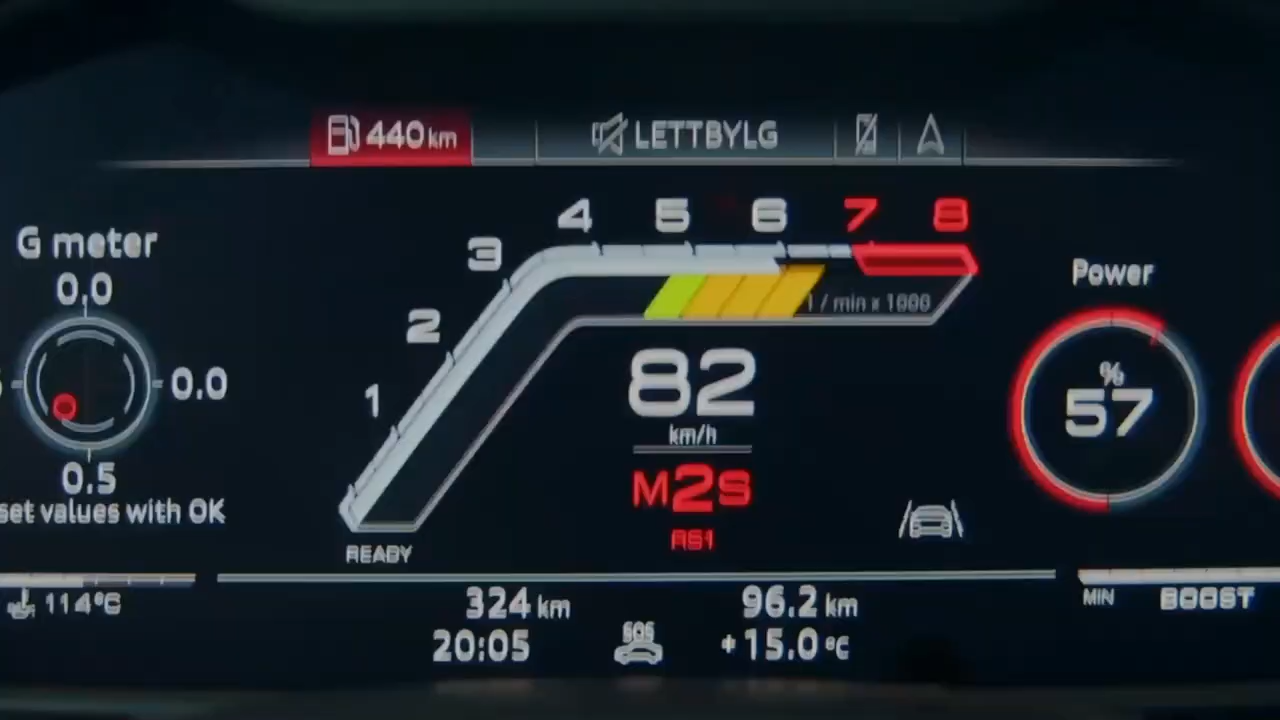 440 km
LETTBYLG
G meter
0.0
0.0
0.5
set values with OK
114°C
1
2
3
4
5
6
7
8
1 / min x 1000
82
km/h
M2S
RS1
READY
Power
%
57
324 km
96.2 km
20:05
SOS
+15.0 °C
MIN
BOOST